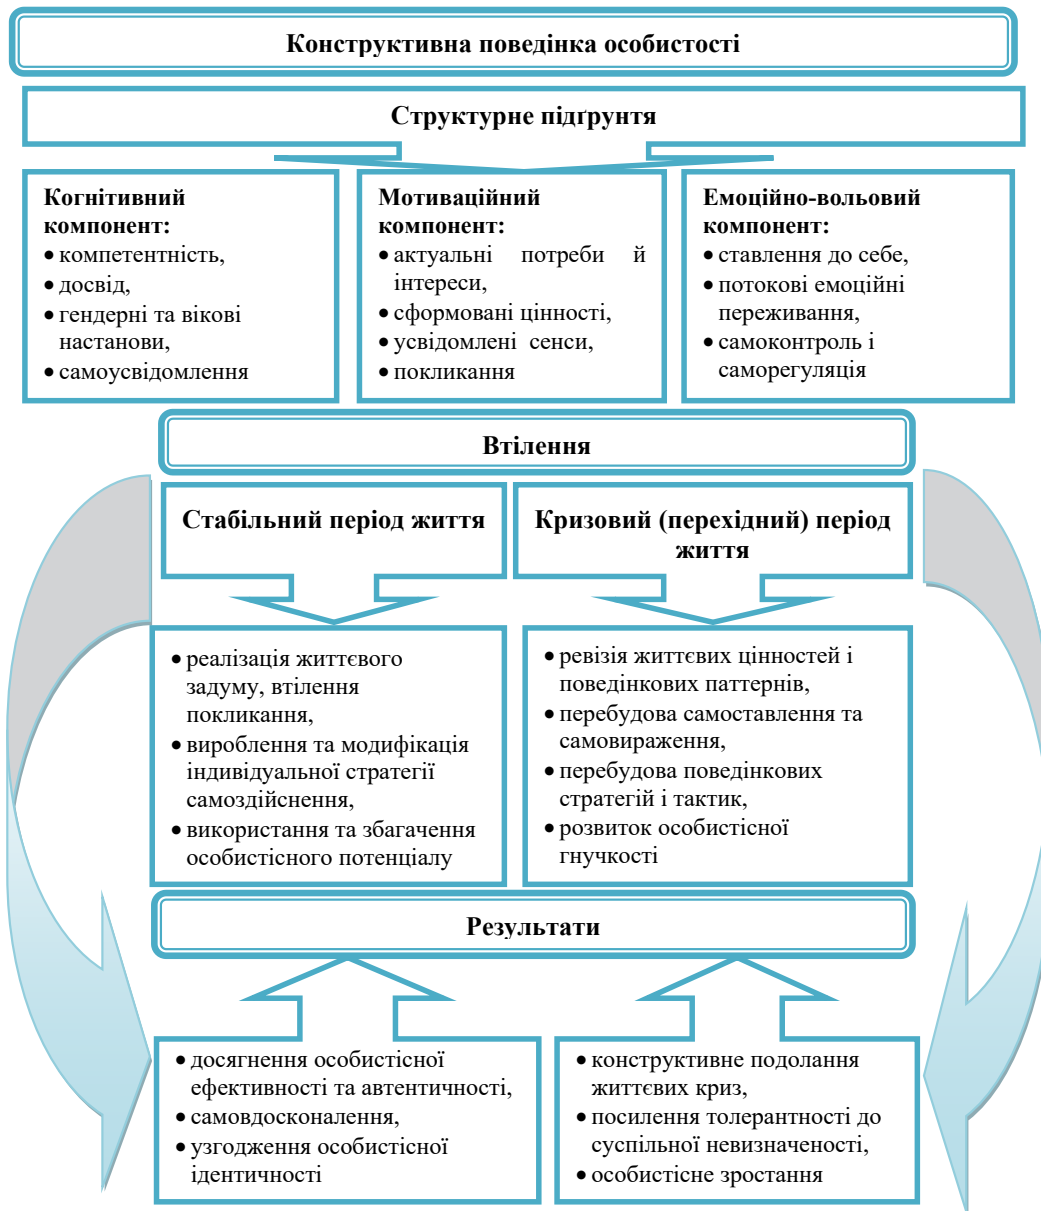 Конструктивна поведінка особистості
Структурне підґрунтя
Когнітивний
компонент:
• компетентність,
• досвід,
• гендерні та вікові
настанови,
• самоусвідомлення
Мотиваційний
компонент:
• актуальні потреби й
інтереси,
• сформовані цінності,
• усвідомлені сенси,
• покликання
Емоційно-вольовий
компонент:
• ставлення до себе,
• потокові емоційні
переживання,
• самоконтроль і
саморегуляція
Втілення
Стабільний період життя
Кризовий (перехідний) період
життя
• реалізація життєвого
задуму, втілення
покликання,
• вироблення та модифікація
індивідуальної стратегії
самоздійснення,
• використання та збагачення
особистісного потенціалу
• ревізія життєвих цінностей і
поведінкових паттернів,
• перебудова самоставлення та
самовираження,
• перебудова поведінкових
стратегій і тактик,
• розвиток особистісної
гнучкості
Результати
• досягнення особистісної
ефективності та автентичності,
• самовдосконалення,
• узгодження особистісної
ідентичності
• конструктивне подолання
життєвих криз,
• посилення толерантності до
суспільної невизначеності,
• особистісне зростання